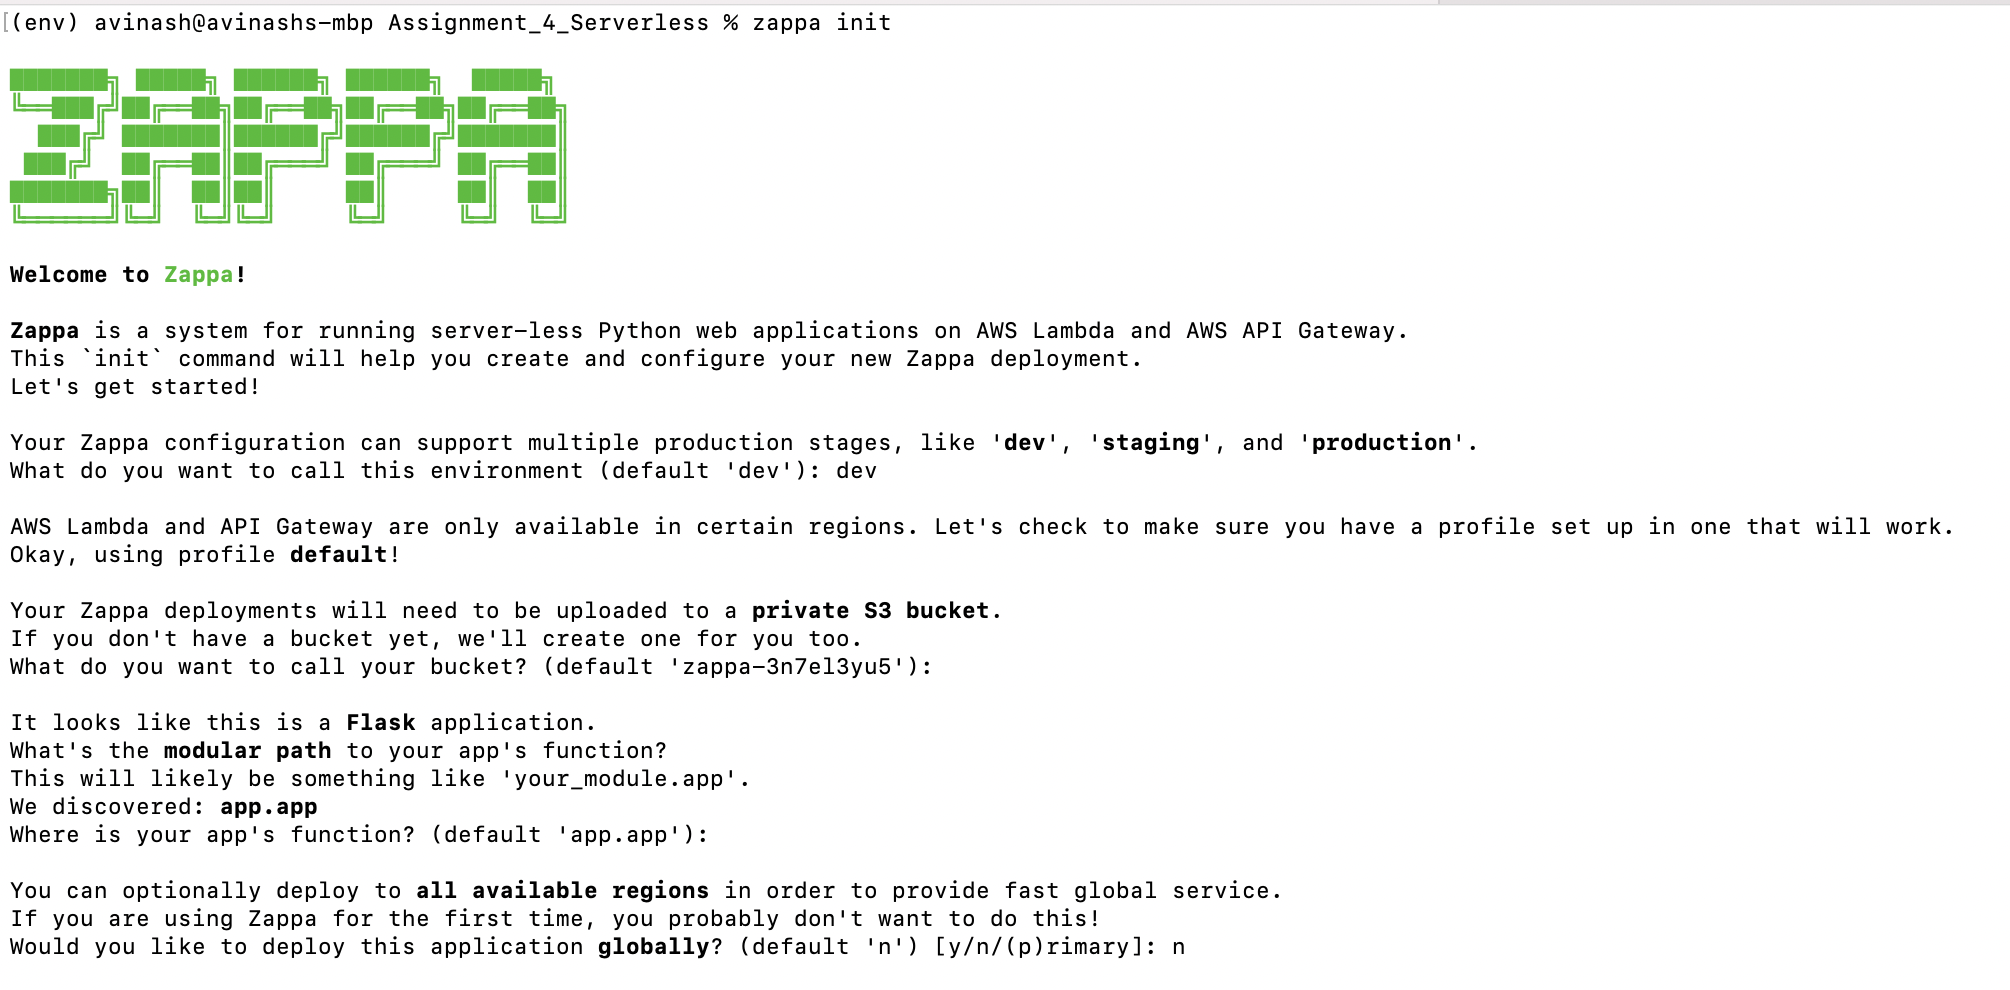 (env) avinash@avinashs-mbp Assignment_4_Serverless % zappa init
ZAPPA
Welcome to Zappa!
Zappa is a system for running server-less Python web applications on AWS Lambda and AWS API Gateway.
This `init` command will help you create and configure your new Zappa deployment.
Let's get started!
Your Zappa configuration can support multiple production stages, like 'dev', 'staging', and 'production'.
What do you want to call this environment (default 'dev'): dev
AWS Lambda and API Gateway are only available in certain regions. Let's check to make sure you have a profile set up in one that will work.
Okay, using profile default!
Your Zappa deployments will need to be uploaded to a private S3 bucket.
If you don't have a bucket yet, we'll create one for you too.
What do you want to call your bucket? (default 'zappa-3n7el3yu5'):
It looks like this is a Flask application.
What's the modular path to your app's function?
This will likely be something like 'your_module.app'.
We discovered: app.app
Where is your app's function? (default 'app.app'):
You can optionally deploy to all available regions in order to provide fast global service.
If you are using Zappa for the first time, you probably don't want to do this!
Would you like to deploy this application globally? (default 'n') [y/n/(p)rimary]: n